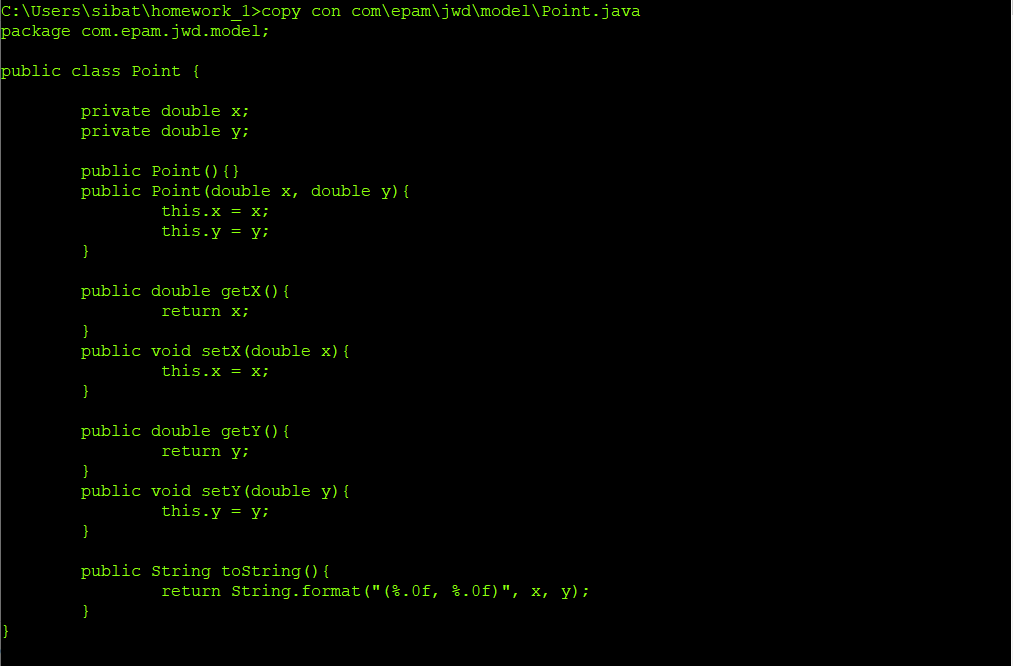 C:\Users\sibat\homework_1>copy con com\epam\jwd\model\Point.java
package com.epam.jwd.model;
public class Point {
private double x;
private double y;
public Point(){}
public Point(double x, double y){
this.x = x;
this.y = y;
}
public double getX(){
return x;
}
public void setX(double x){
this.x = x;
}
public double getY(){
return y;
}
public void setY(double y){
this.y = y;
}
public String toString(){
return String.format("(%.0f, %.0f)", x, y);
}
}